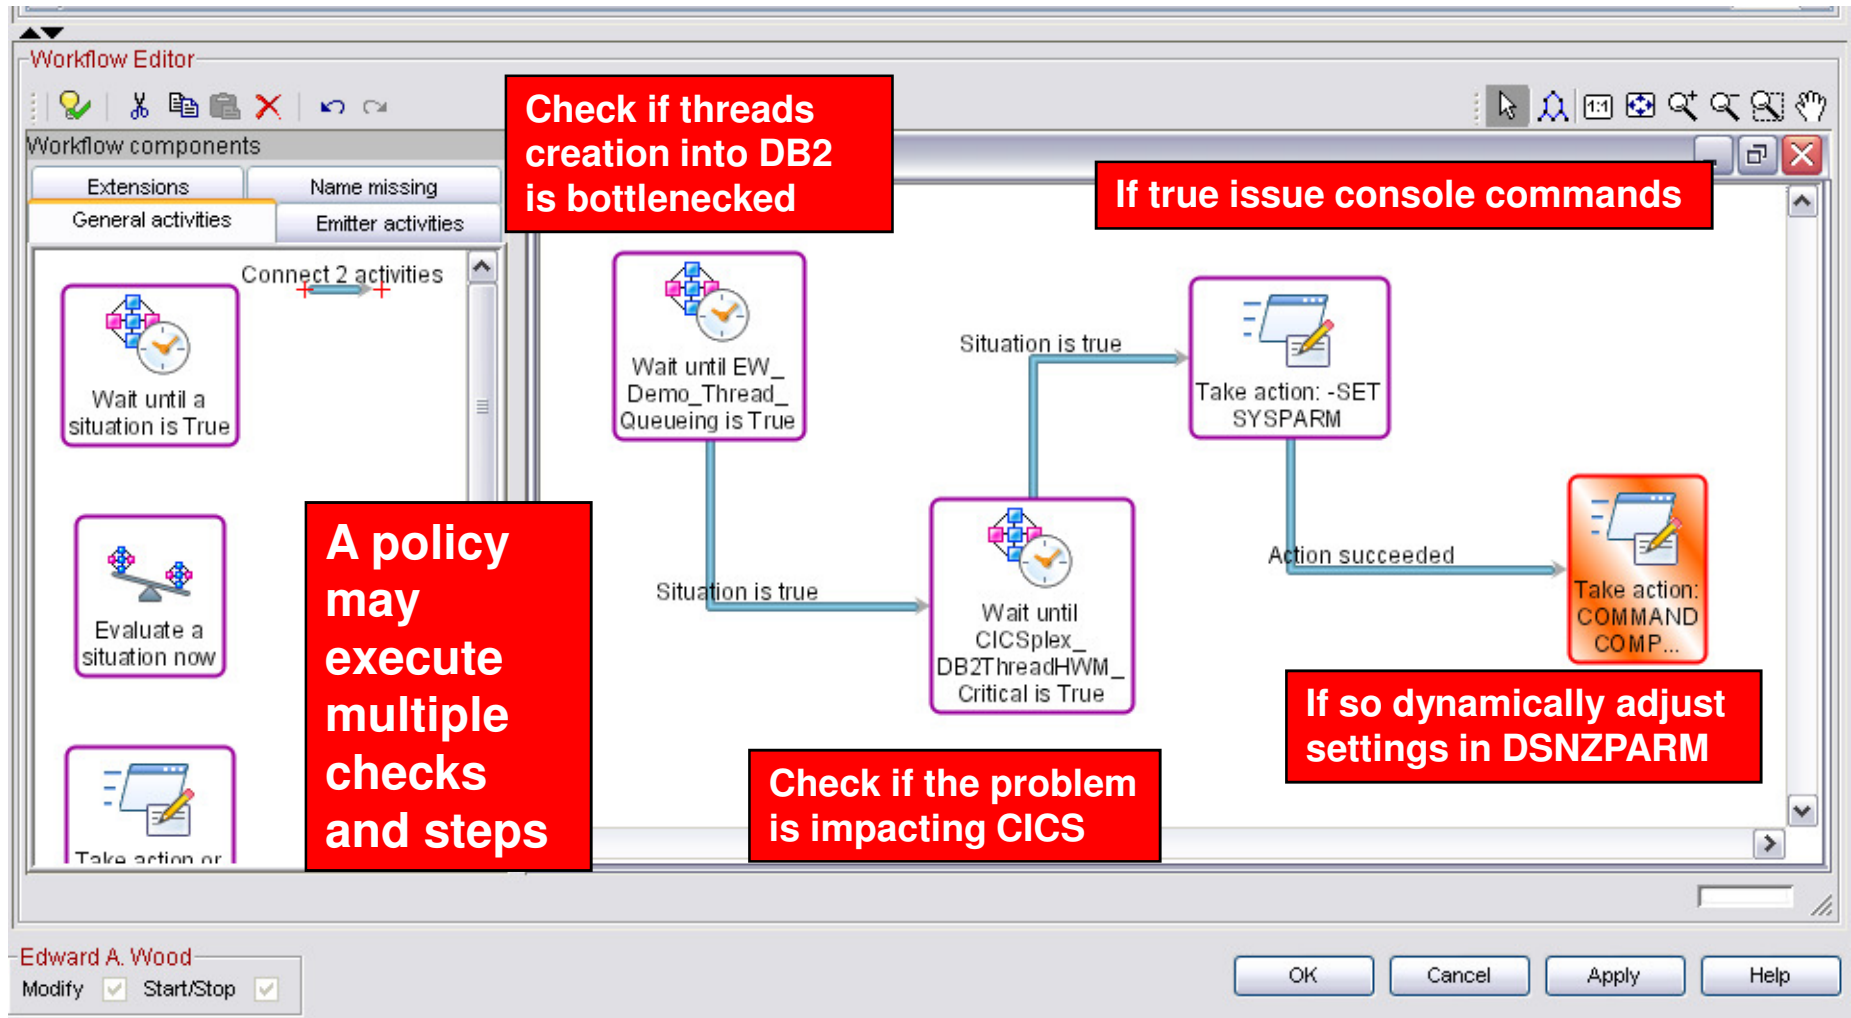 Workflow Editor
Workflow components
Extensions
Name missing
General activities
Emitter activities
Connect 2 activities
Wait until a
situation is True
Evaluate a
situation now
Take action or
Check if threads
creation into DB2
is bottlenecked
If true issue console commands
1:1
Wait until EW_
Demo_Thread_
Queueing is True
Situation is true
Wait until
CICSplex_
DB2ThreadHWM_
Critical is True
Situation is true
Take action: -SET
SYSPARM
Action succeeded
Take action:
COMMAND
COMP...
A policy
may
execute
multiple
checks
and steps
Check if the problem
is impacting CICS
If so dynamically adjust
settings in DSNZPARM
Edward A. Wood
Modify
Start/Stop
OK
Cancel
Apply
Help